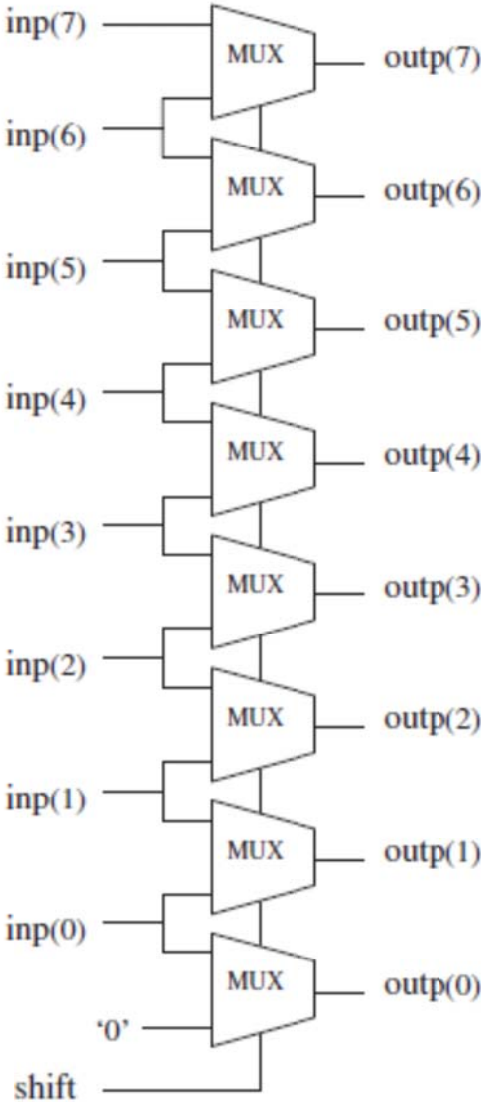 inp(7)
MUX
outp(7)
inp(6)
MUX
outp(6)
inp(5)
MUX
outp(5)
inp(4)
MUX
outp(4)
inp(3)
MUX
outp(3)
inp(2)
MUX
outp(2)
inp(1)
MUX
outp(1)
inp(0)
MUX
outp(0)
‘0’
shift